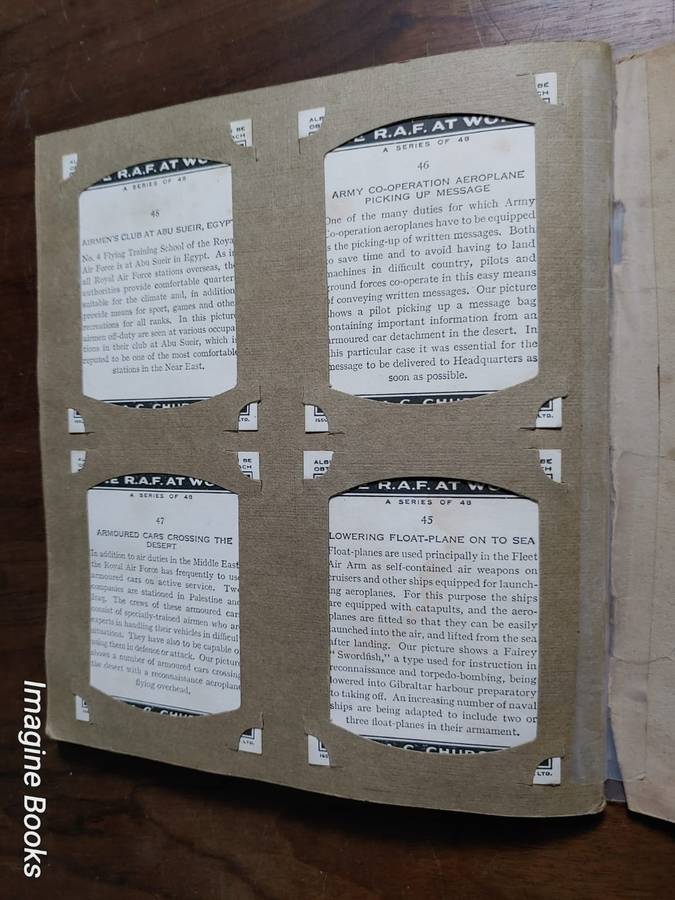 BE
R.A.F. AT
A SERIES OF 48
48
AIRMEN'S CLUB AT ABU SUEIR, EGYPT
No. 4 Flying Training School of the Royal
Air Force is at Abu Sueir in Egypt. As in
all Royal Air Force stations overseas, the
authorities provide comfortable quarters
suitable for the climate and, in addition
provide means for sport, games and other
recreations for all ranks. In this picture
airmen off-duty are seen at various occupa
tions in their club at Abu Sueir, which is
reputed to be one of the most comfortable
stations in the Near East.
LTD.
BE
R.A.F. AT
A SERIES OF 48
46
ARMY CO-OPERATION AEROPLANE
PICKING UP MESSAGE
One of the many duties for which Army
Co-operation aeroplanes have to be equipped
is the picking-up of written messages. Both
to save time and to avoid having to land
machines in difficult country, pilots and
ground forces co-operate in this easy means
of conveying written messages. Our picture
shows a pilot picking up a message bag
containing important information from an
armoured car detachment in the desert. In
this particular case it was essential for the
message to be delivered to Headquarters as
soon as possible.
BE
R.A.F. AT
A SERIES OF 48
47
ARMOURED CARS CROSSING THE
DESERT
In addition to air duties in the Middle East
the Royal Air Force has frequently to use
armoured cars on active service. Two
companies are stationed in Palestine and
Iraq. The crews of these armoured cars
consist of specially-trained airmen who are
experts in handling their vehicles in difficult
situations. They have also to be capable of
using them in defence or attack. Our picture
shows a number of armoured cars crossing
the desert with a reconnaissance aeroplane
flying overhead.
LTD.
BE
R.A.F. AT
A SERIES OF 48
45
LOWERING FLOAT-PLANE ON TO SEA
Float-planes are used principally in the Fleet
Air Arm as self-contained air weapons on
cruisers and other ships equipped for launch-
ing aeroplanes. For this purpose the ships
are equipped with catapults, and the aero-
planes are fitted so that they can be easily
launched into the air, and lifted from the sea
after landing. Our picture shows a Fairey
"Swordfish," a type used for instruction in
reconnaissance and torpedo-bombing, being
lowered into Gibraltar harbour preparatory
to taking off. An increasing number of naval
ships are being adapted to include two or
three float-planes in their armament.
LTD.
Imagine Books